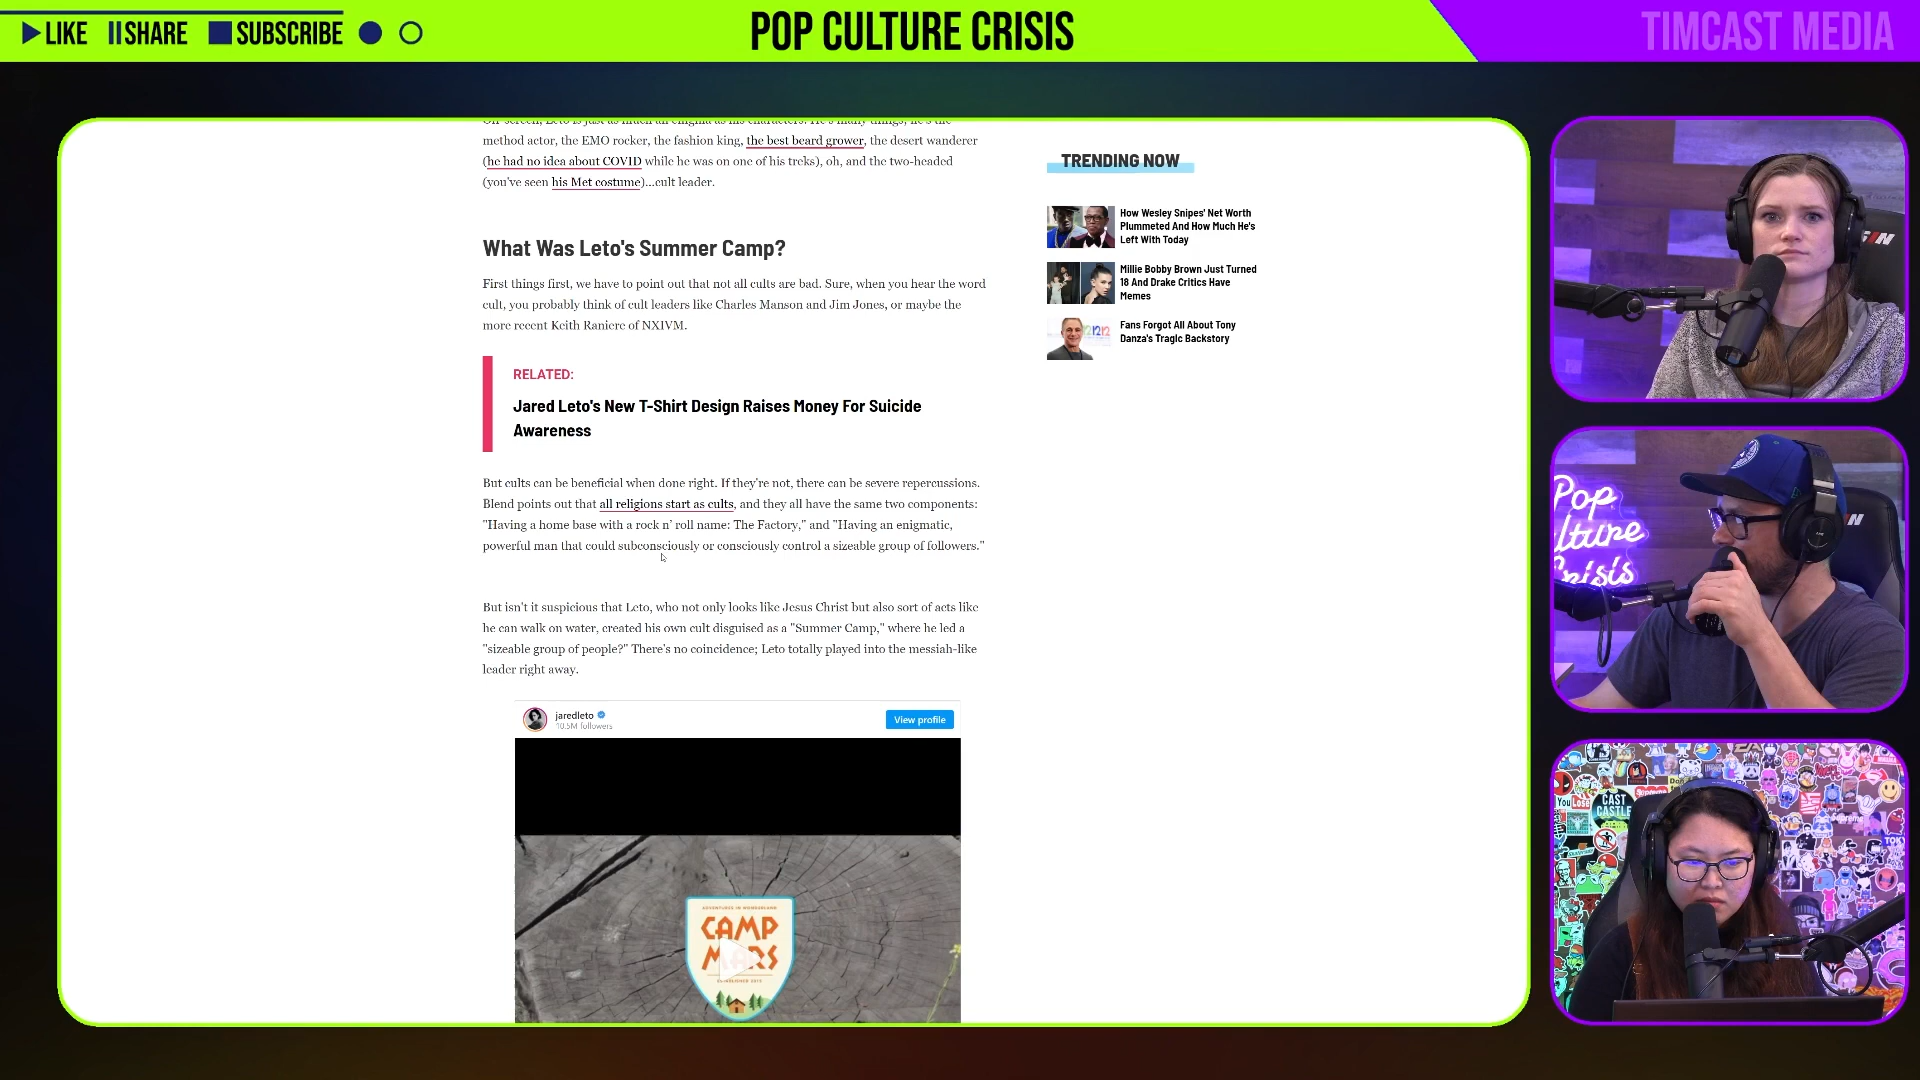 LIKE SHARE SUBSCRIBE
POP CULTURE CRISIS
TIMCAST MEDIA
method actor, the EMO rocker, the fashion king, the best beard grower, the desert wanderer
(he had no idea about COVID while he was on one of his treks), oh, and the two-headed
(you've seen his Met costume)...cult leader.
What Was Leto's Summer Camp?
First things first, we have to point out that not all cults are bad. Sure, when you hear the word
cult, you probably think of cult leaders like Charles Manson and Jim Jones, or maybe the
more recent Keith Raniere of NXIVM.
RELATED:
Jared Leto's New T-Shirt Design Raises Money For Suicide
Awareness
But cults can be beneficial when done right. If they're not, there can be severe repercussions.
Blend points out that all religions start as cults, and they all have the same two components:
"Having a home base with a rock n' roll name: The Factory," and "Having an enigmatic,
powerful man that could subconsciously or consciously control a sizeable group of followers."
But isn't it suspicious that Leto, who not only looks like Jesus Christ but also sort of acts like
he can walk on water, created his own cult disguised as a "Summer Camp," where he led a
"sizeable group of people?" There's no coincidence; Leto totally played into the messiah-like
leader right away.
jaredleto
10.5M followers
View profile
CAMP
MARS
TRENDING NOW
How Wesley Snipes' Net Worth
Plummeted And How Much He's
Left With Today
Millie Bobby Brown Just Turned
18 And Drake Critics Have
Memes
Fans Forgot All About Tony
Danza's Tragic Backstory
Pop
lture
Crisis
You Lose
CAST
CASTLE
Supreme